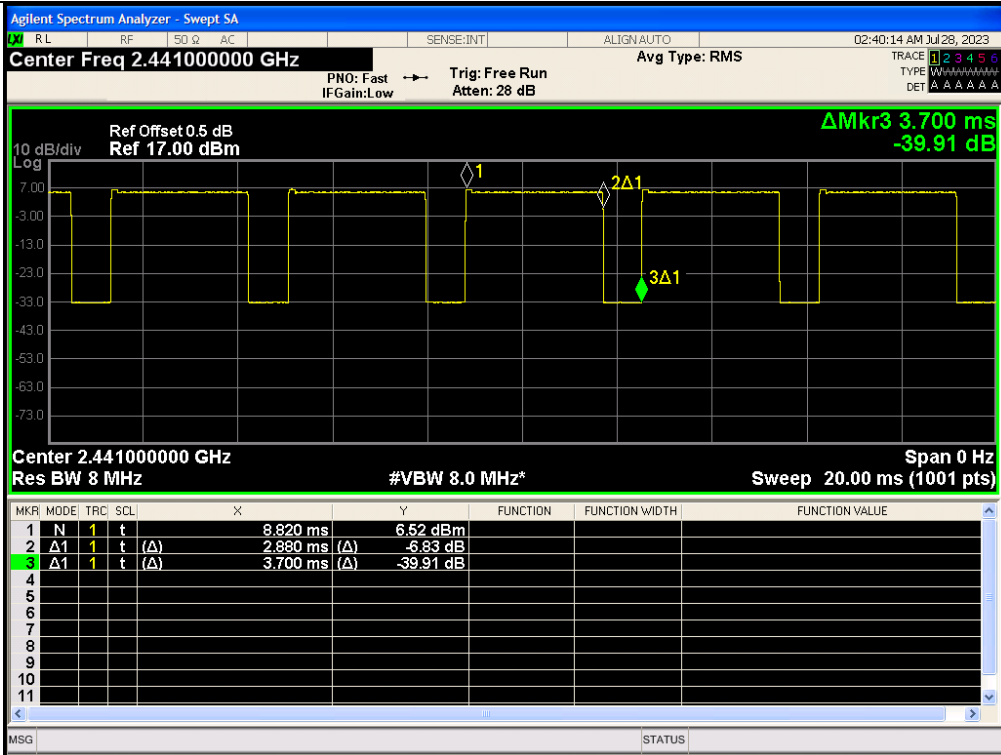 Agilent Spectrum Analyzer - Swept SA
LXI RL RF 50 Ω AC SENSE:INT ALIGN AUTO 02:40:14 AM Jul 28, 2023
Center Freq 2.441000000 GHz Avg Type: RMS TRACE 1 2 3 4 5 6
PNO: Fast Trig: Free Run TYPE WWWWWW
IFGain:Low Atten: 28 dB DET A A A A A A
ΔMkr3 3.700 ms
-39.91 dB
Ref Offset 0.5 dB
10 dB/div Ref 17.00 dBm
Log
1
7.00
2Δ1
-3.00
-13.0
-23.0
3Δ1
-33.0
-43.0
-53.0
-63.0
-73.0
Center 2.441000000 GHz Span 0 Hz
Res BW 8 MHz #VBW 8.0 MHz* Sweep 20.00 ms (1001 pts)
MKR MODE TRC SCL X Y FUNCTION FUNCTION WIDTH FUNCTION VALUE
1 N 1 t 8.820 ms 6.52 dBm
2 Δ1 1 t (Δ) 2.880 ms (Δ) -6.83 dB
3 Δ1 1 t (Δ) 3.700 ms (Δ) -39.91 dB
4
5
6
7
8
9
10
11
MSG STATUS